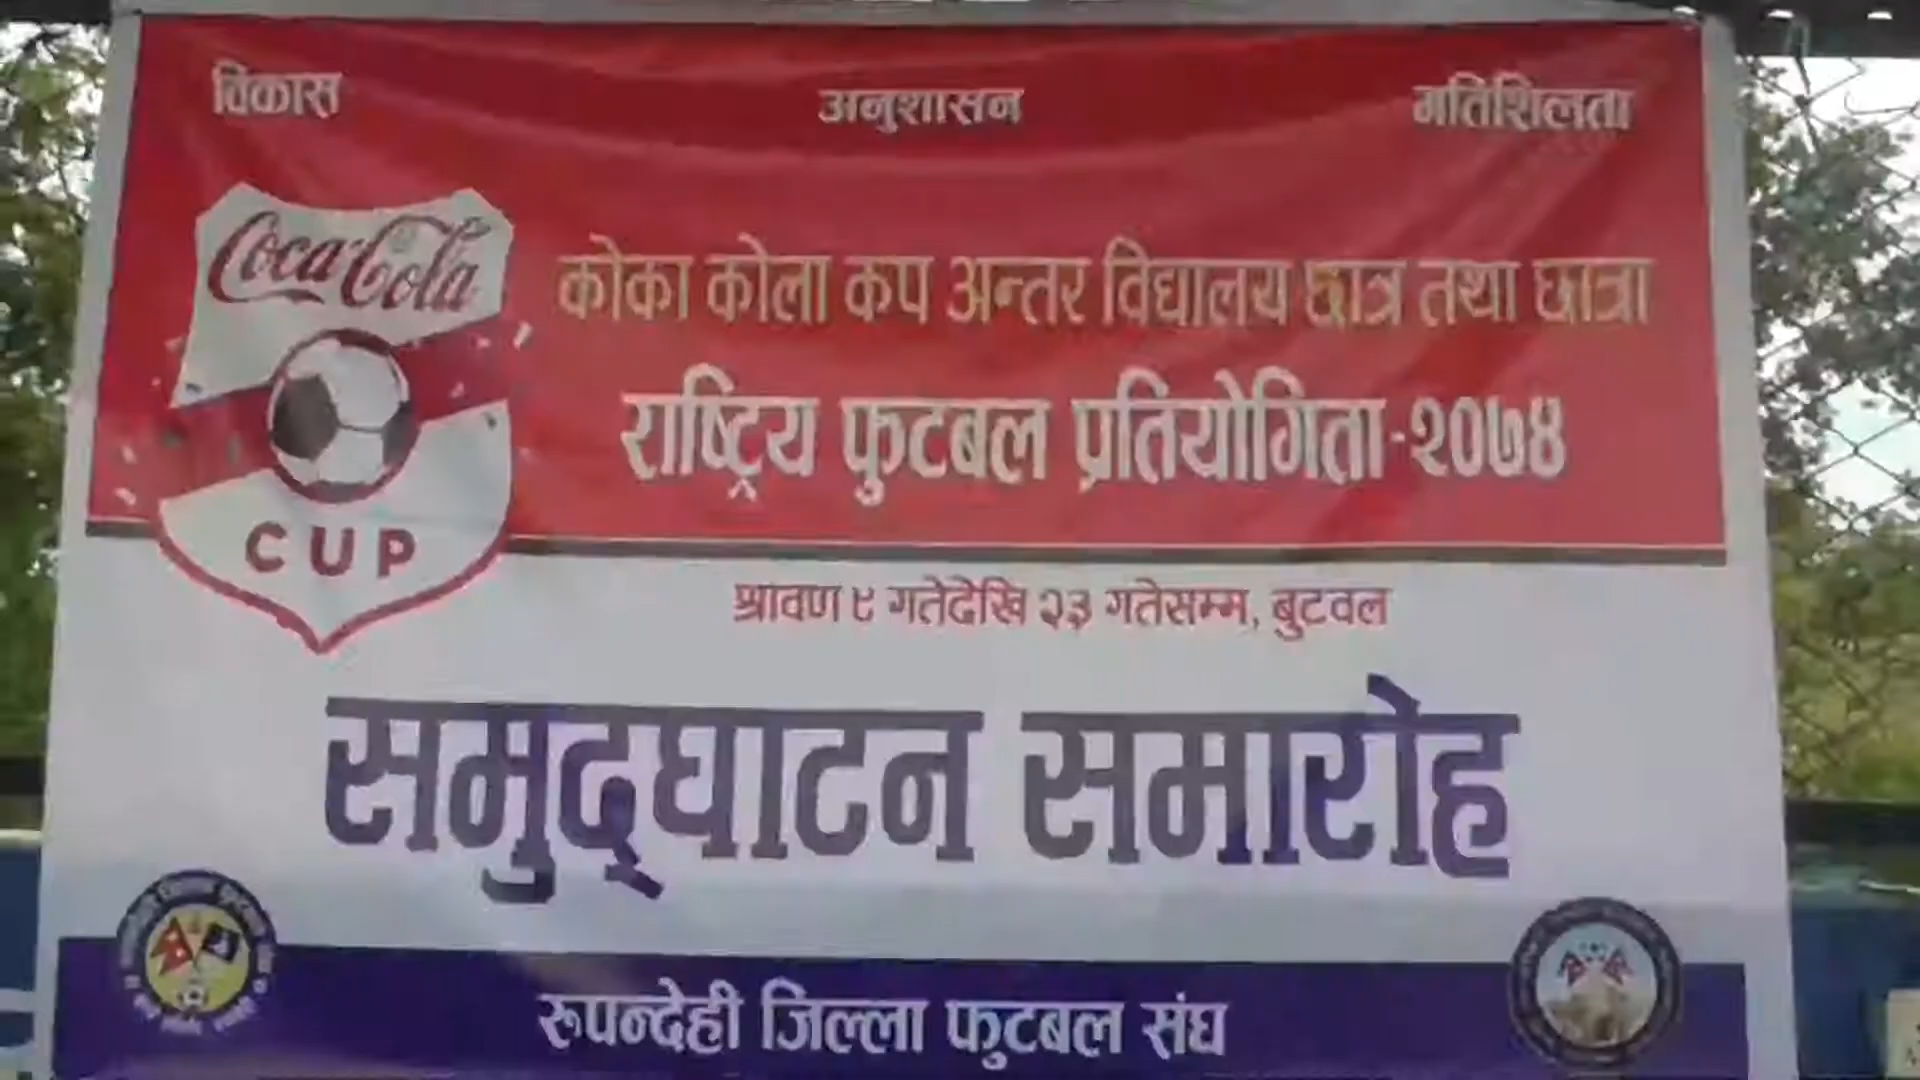 विकास अनुशासन गतिशिलता
Coca-Cola
कोका कोला कप अन्तर विद्यालय छात्र तथा छात्रा
राष्ट्रिय फुटबल प्रतियोगिता-२०७४
CUP
श्रावण ९ गतेदेखि २३ गतेसम्म, बुटवल
समुद्घाटन समारोह
रुपन्देही जिल्ला फुटबल संघ